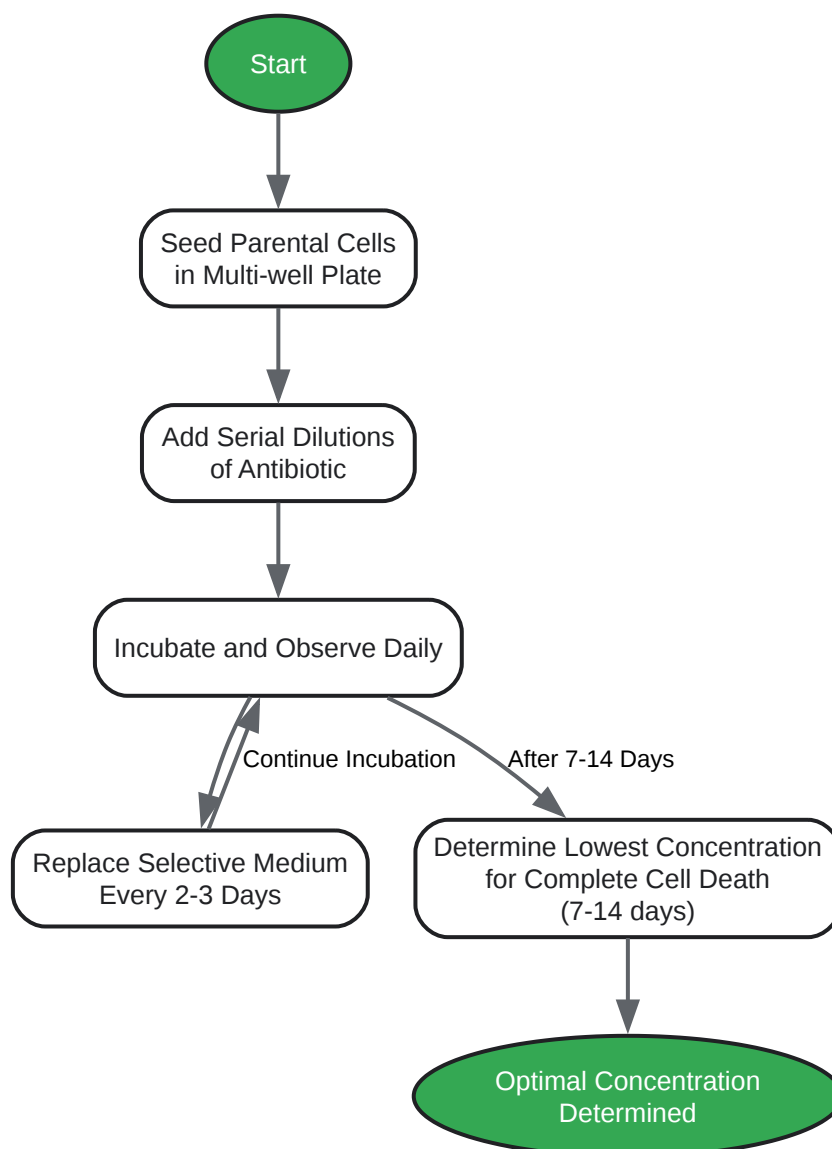 Start
Seed Parental Cells
in Multi-well Plate
Add Serial Dilutions
of Antibiotic
Incubate and Observe Daily
Continue Incubation
After 7-14 Days
Replace Selective Medium
Every 2-3 Days
Determine Lowest Concentration
for Complete Cell Death
(7-14 days)
Optimal Concentration
Determined